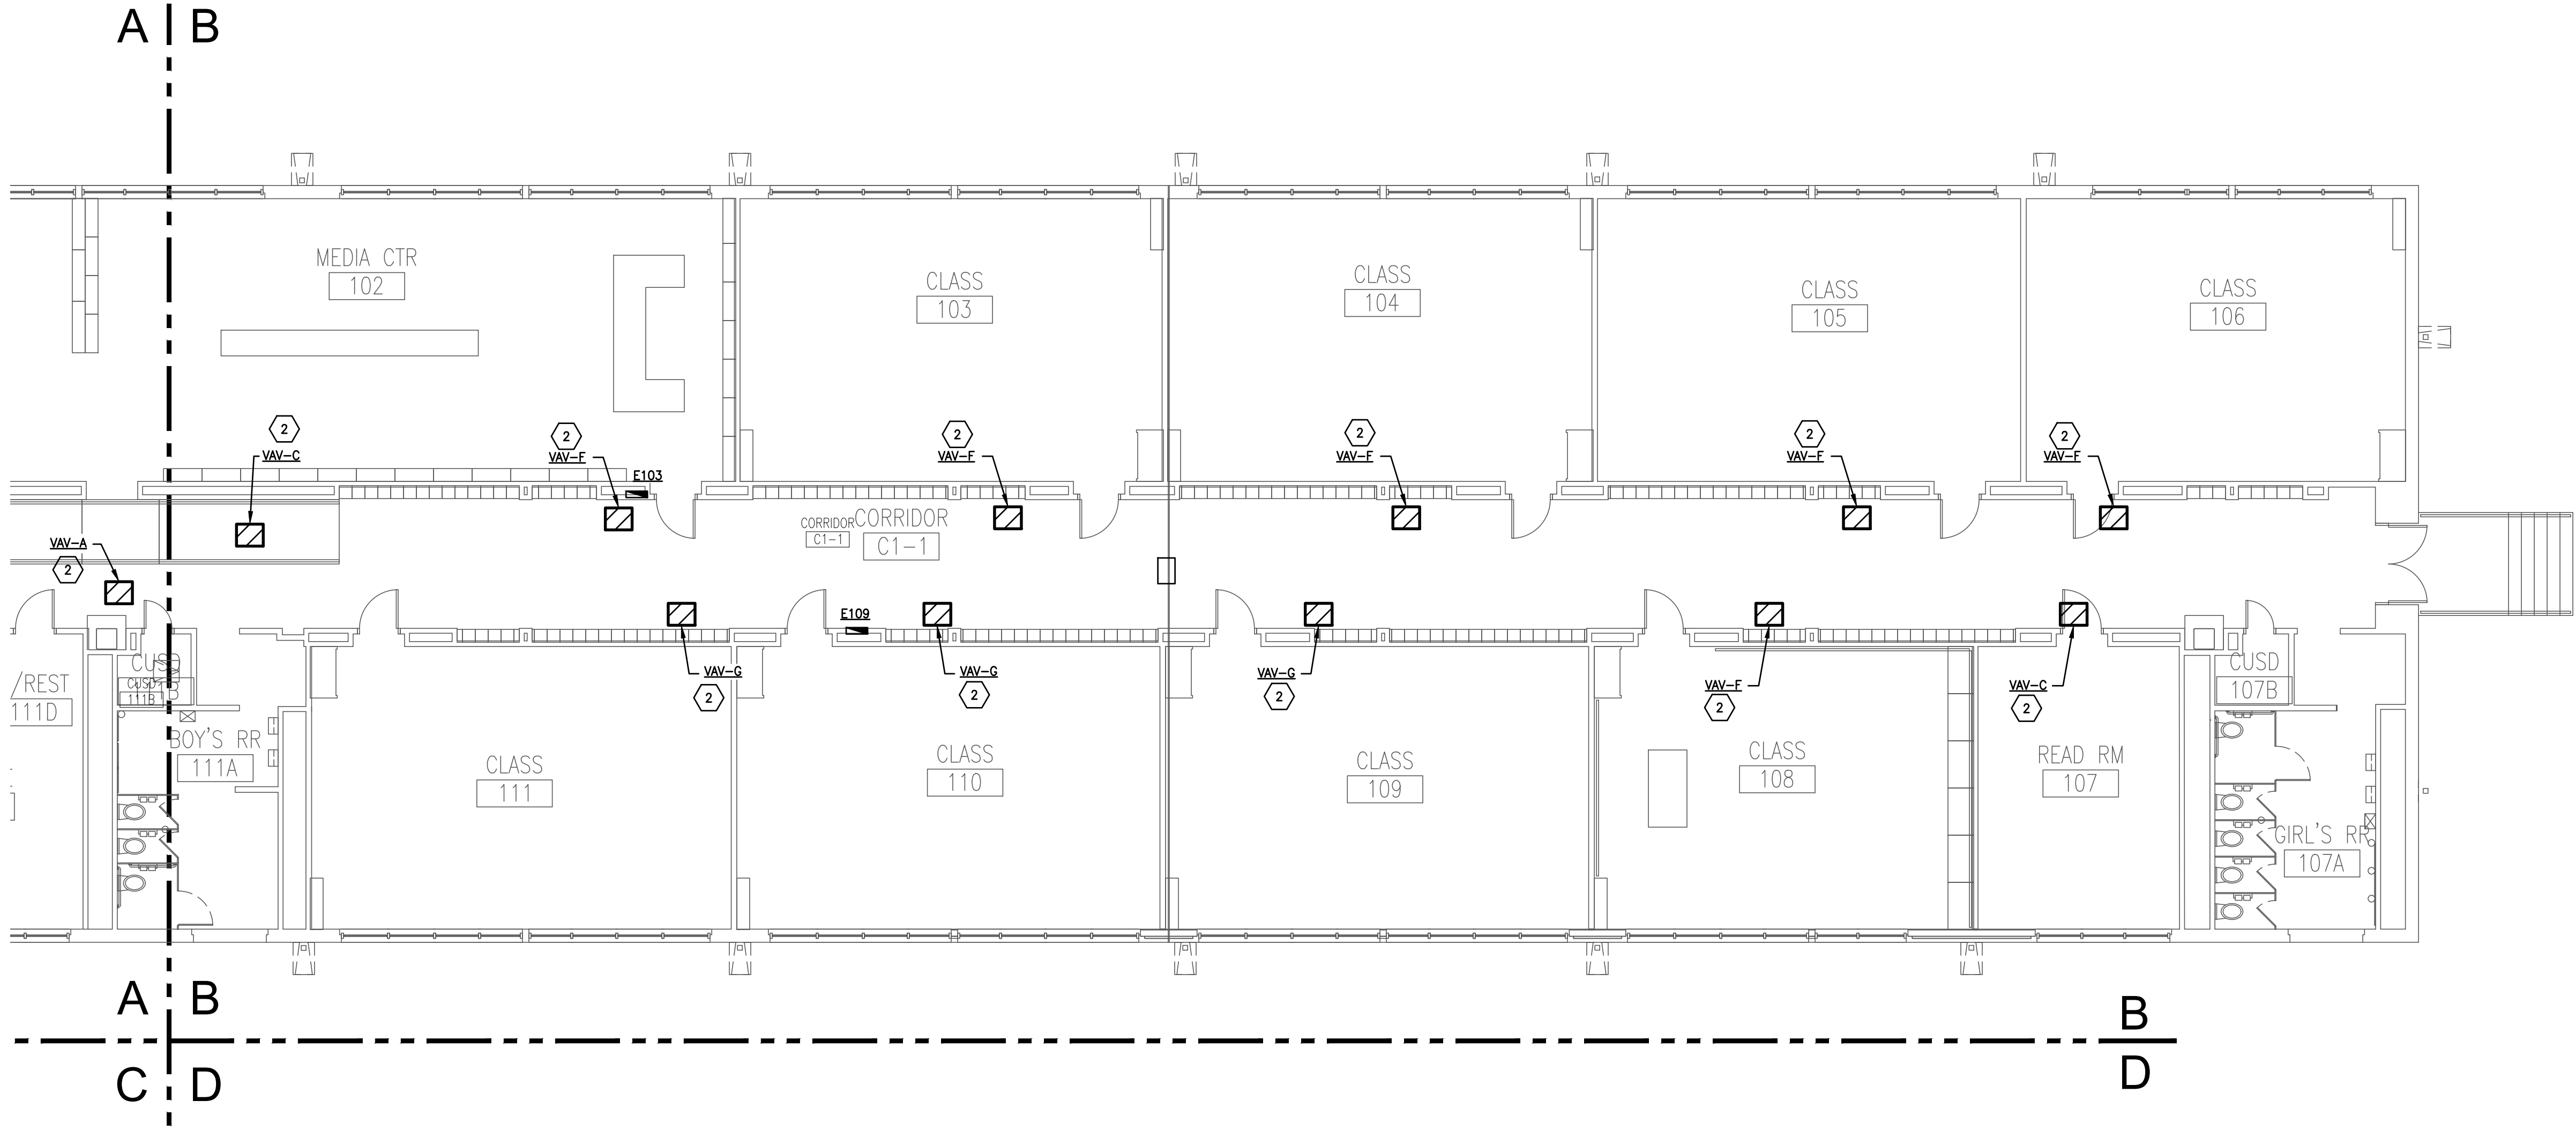 A B
MEDIA CTR
102
CLASS
103
CLASS
104
CLASS
105
CLASS
106
2
VAV-C
2
VAV-F
E103
2
VAV-F
2
VAV-F
2
VAV-F
2
VAV-F
VAV-A
2
CORRIDOR
C1-1
CORRIDOR
C1-1
E109
VAV-G
2
VAV-G
2
VAV-G
2
VAV-F
2
VAV-C
2
/REST
111D
CUSD
CUSD
111B
BOY'S RR
111A
CLASS
111
CLASS
110
CLASS
109
CLASS
108
READ RM
107
CUSD
107B
GIRL'S RR
107A
A B
B
C D
D